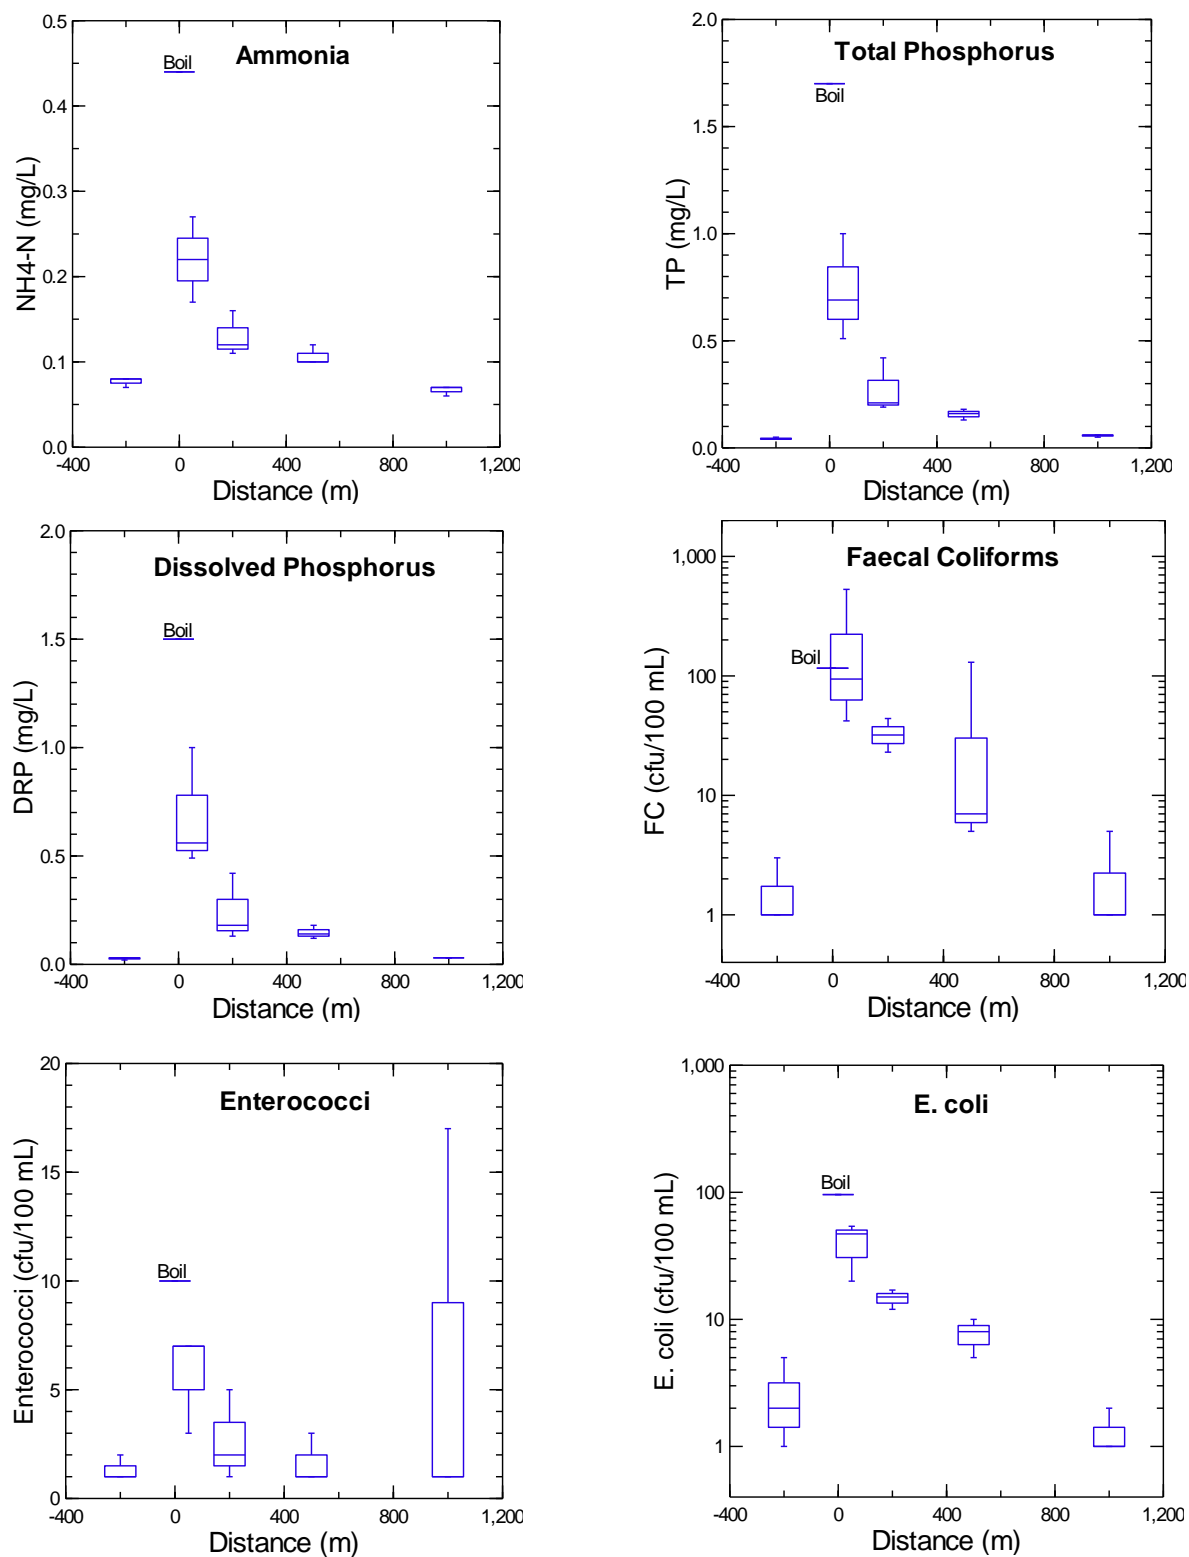 Ammonia
Boil
NH4-N (mg/L)
0.5
0.4
0.3
0.2
0.1
0.0
-400 0 400 800 1,200
Distance (m)
Total Phosphorus
Boil
TP (mg/L)
2.0
1.5
1.0
0.5
0.0
-400 0 400 800 1,200
Distance (m)
Dissolved Phosphorus
Boil
DRP (mg/L)
2.0
1.5
1.0
0.5
0.0
-400 0 400 800 1,200
Distance (m)
Faecal Coliforms
Boil
FC (cfu/100 mL)
1,000
100
10
1
-400 0 400 800 1,200
Distance (m)
Enterococci
Boil
Enterococci (cfu/100 mL)
20
15
10
5
0
-400 0 400 800 1,200
Distance (m)
E. coli
Boil
E. coli (cfu/100 mL)
1,000
100
10
1
-400 0 400 800 1,200
Distance (m)